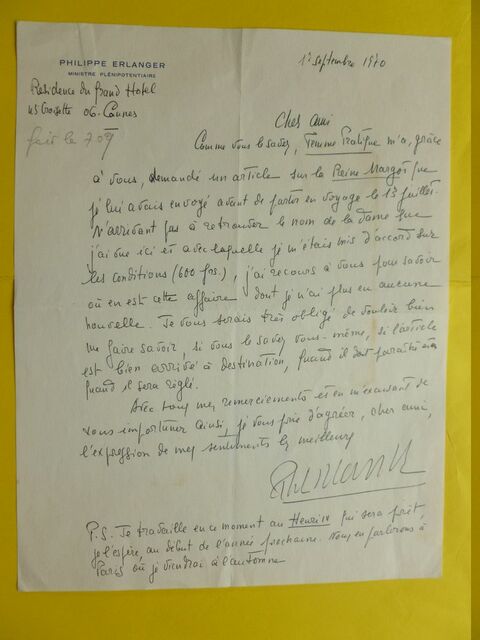 PHILIPPE ERLANGER
MINISTRE PLÉNIPOTENTIAIRE
1er Septembre 1970
Résidence du Grand Hotel
45 Croisette 06. Cannes
fait le 7 09
Cher ami
Comme vous le savez, Femme Pratique m'a, grâce
à vous, demandé un article sur la Reine Margot que
je lui avais envoyé avant de partir en voyage le 13 juillet.
N'arrivant pas à retrouver le nom de la dame que
j'ai vue ici et avec laquelle je m'étais mis d'accord sur
les conditions (600 frs.), j'ai recours à vous pour savoir
où en est cette affaire dont je n'ai plus eu aucune
nouvelle. Je vous serais très obligé de vouloir bien
me faire savoir, si vous le savez vous-même, si l'article
est bien arrivé à destination, quand il doit paraître et
quand il sera réglé.
Avec tous mes remerciements et en m'excusant de
vous importuner ainsi, je vous prie d'agréer, cher ami,
l'expression de mes sentiments les meilleurs
P.S. Je travaille en ce moment au Henri IV qui sera prêt,
je l'espère, au début de l'année prochaine. Nous en parlerons à
Paris où je viendrai à l'automne